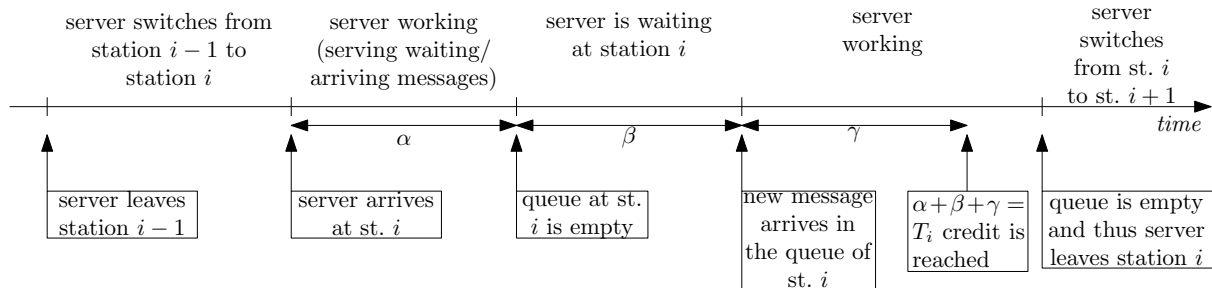 server switches from
station i − 1 to
station i
server working
(serving waiting/
arriving messages)
server is waiting
at station i
server
working
server
switches
from st. i
to st. i + 1
time
α
β
γ
server leaves
station i − 1
server arrives
at st. i
queue at st.
i is empty
new message
arrives in
the queue of
st. i
α + β + γ =
T_i credit is
reached
queue is empty
and thus server
leaves station i